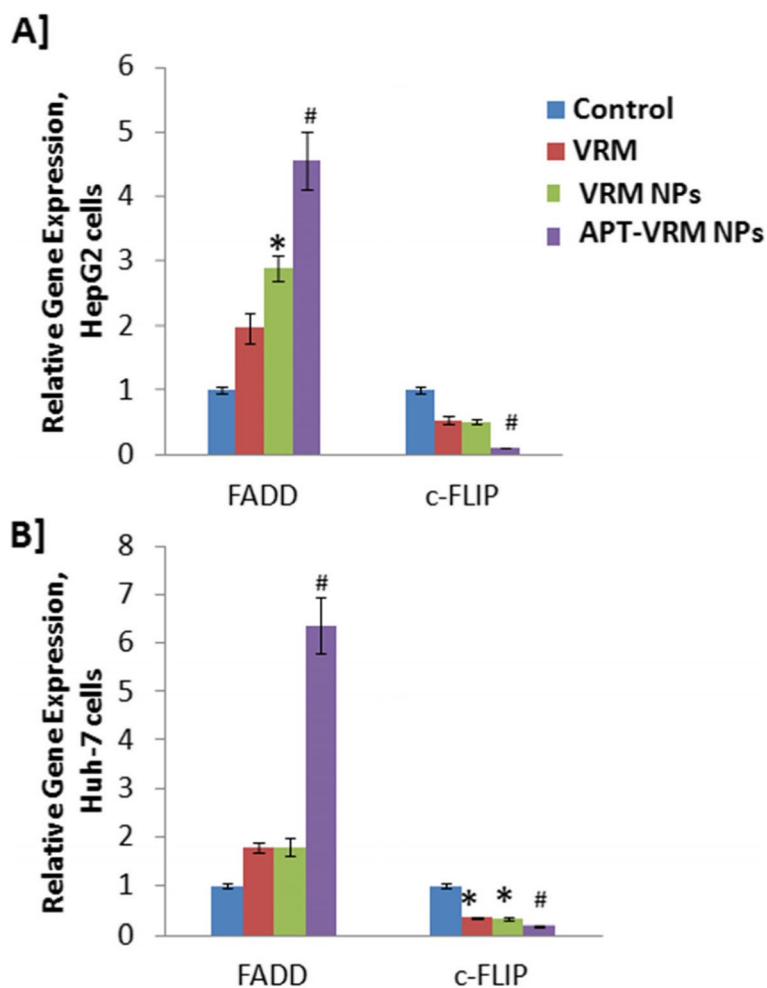 A]
Relative Gene Expression,
HepG2 cells
6
5
4
3
2
1
0
#
*
#
Control
VRM
VRM NPs
APT-VRM NPs
FADD
c-FLIP
B]
Relative Gene Expression,
Huh-7 cells
8
7
6
5
4
3
2
1
0
#
* * #
FADD
c-FLIP